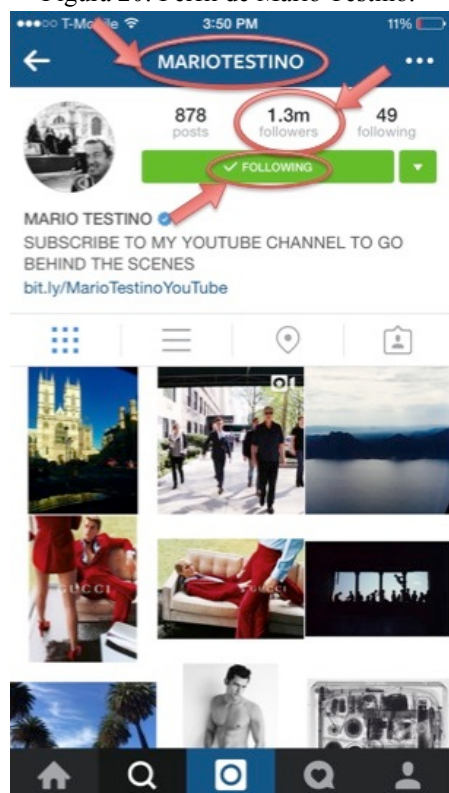 Figura 20. Perfil de Mario Testino.
T-Mobile 3:50 PM 11%
MARIOTESTINO
878 1.3m 49
posts followers following
FOLLOWING
MARIO TESTINO
SUBSCRIBE TO MY YOUTUBE CHANNEL TO GO
BEHIND THE SCENES
bit.ly/MarioTestinoYouTube
GUCCI GUCCI